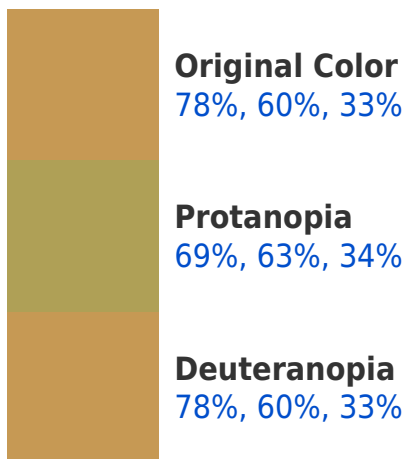 Original Color
78%, 60%, 33%
Protanopia
69%, 63%, 34%
Deuteranopia
78%, 60%, 33%